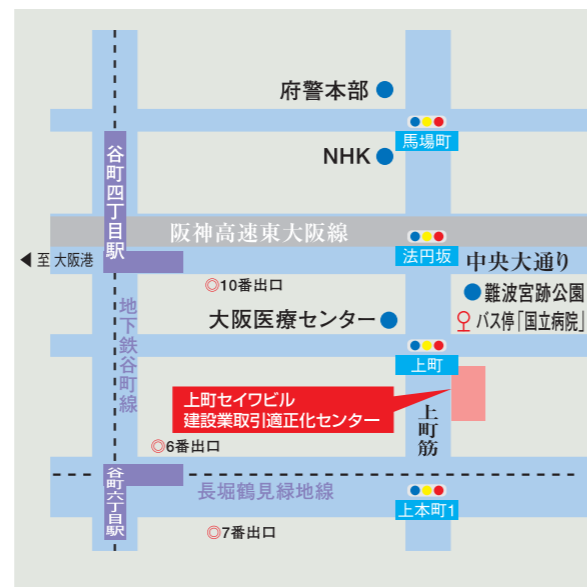 府警本部
馬場町
NHK
谷町四丁目駅
阪神高速東大阪線
法円坂
中央大通り
至 大阪港
◎10番出口
難波宮跡公園
大阪医療センター
バス停「国立病院」
地下鉄谷町線
上町
上町セイワビル
建設業取引適正化センター
上町筋
◎6番出口
谷町六丁目駅
長堀鶴見緑地線
上本町1
◎7番出口